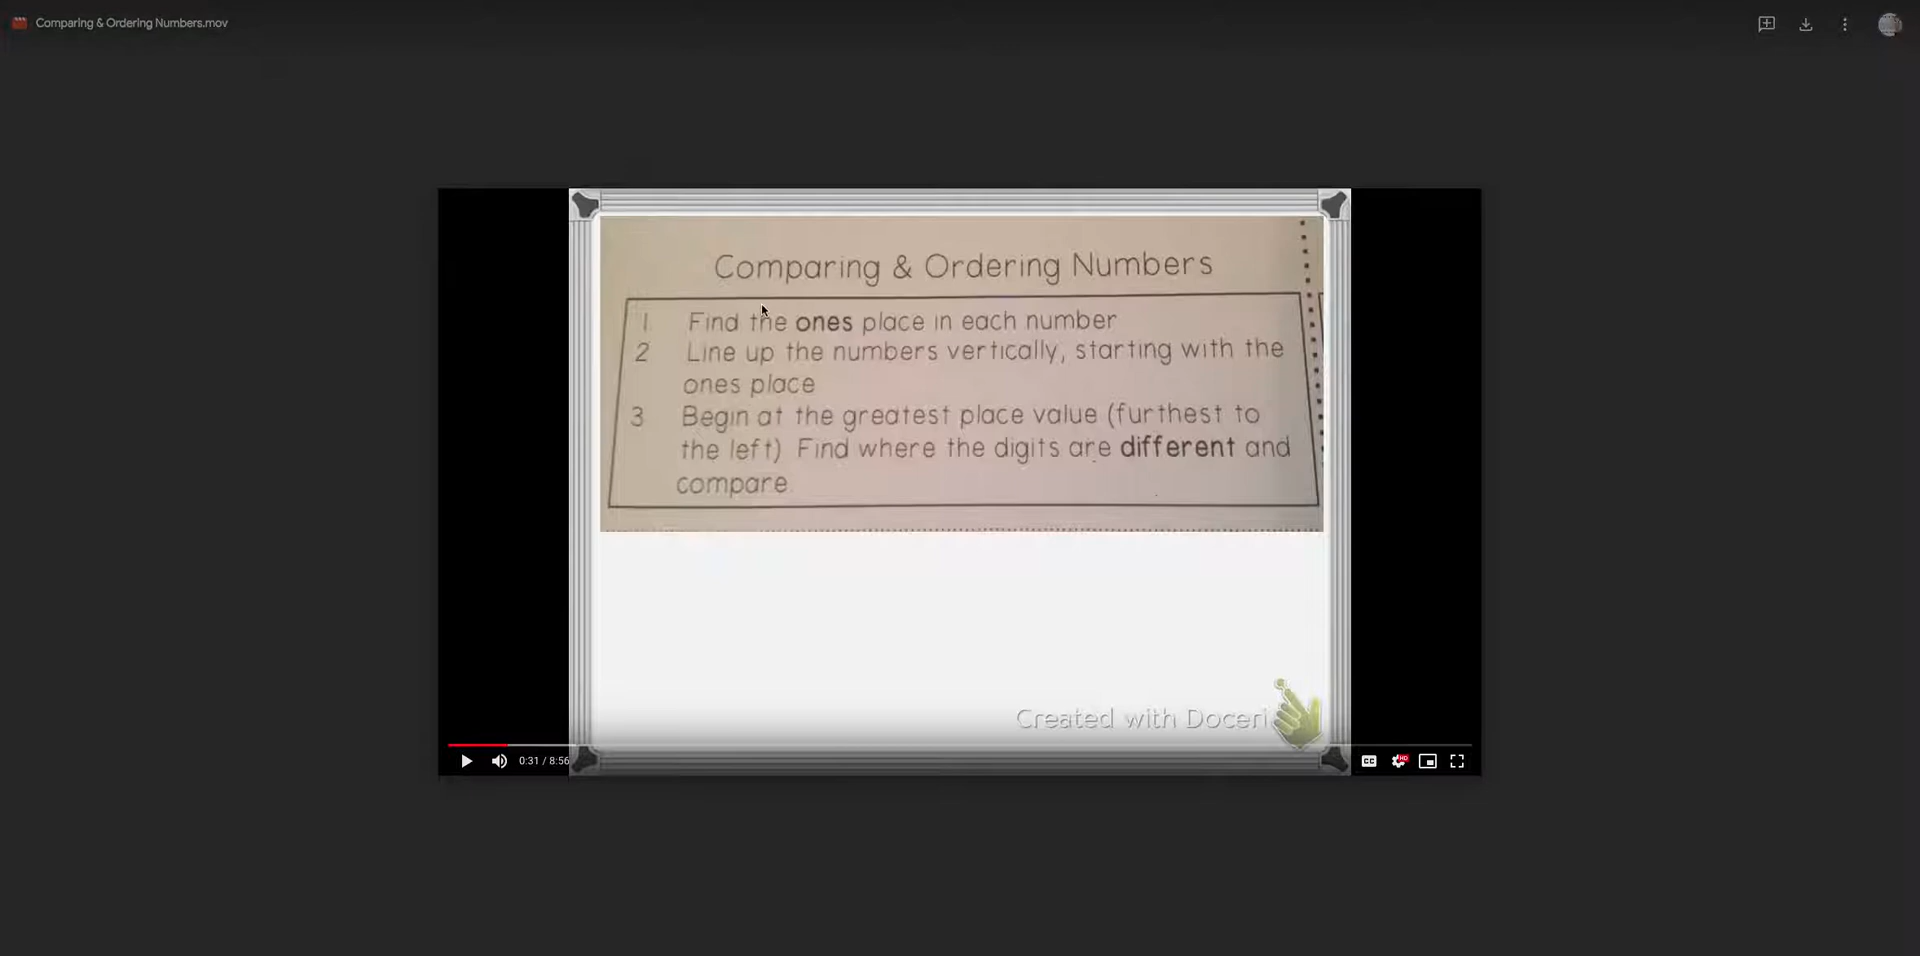 Comparing & Ordering Numbers.mov
Comparing & Ordering Numbers
1 Find the ones place in each number
2 Line up the numbers vertically, starting with the
ones place
3 Begin at the greatest place value (furthest to
the left) Find where the digits are different and
compare.
Created with Doceri
0:31 / 8:56
CC
HD